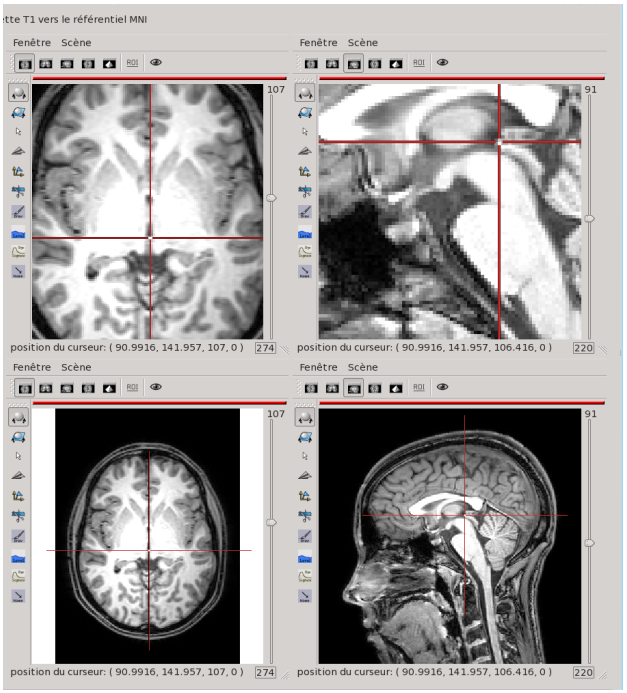 tte T1 vers le référentiel MNI
Fenêtre Scène
Fenêtre Scène
ROI
ROI
107
91
position du curseur: ( 90.9916, 141.957, 107, 0 ) 274
position du curseur: ( 90.9916, 141.957, 106.416, 0 ) 220
Fenêtre Scène
Fenêtre Scène
ROI
ROI
107
91
position du curseur: ( 90.9916, 141.957, 107, 0 ) 274
position du curseur: ( 90.9916, 141.957, 106.416, 0 ) 220